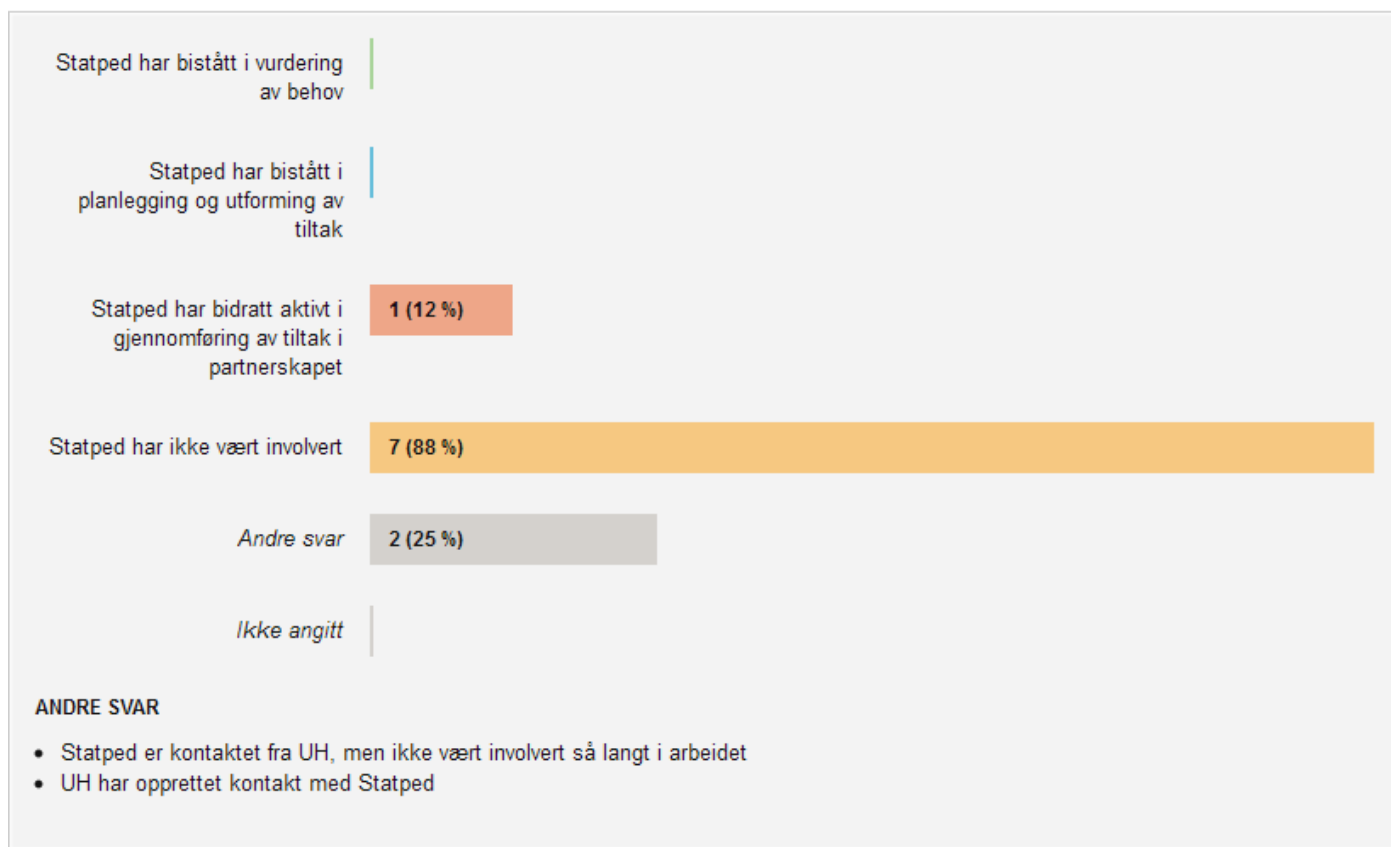 Statped har bistått i vurdering
av behov
Statped har bistått i
planlegging og utforming av
tiltak
Statped har bidratt aktivt i
gjennomføring av tiltak i
partnerskapet
1 (12 %)
Statped har ikke vært involvert
7 (88 %)
Andre svar
2 (25 %)
Ikke angitt
ANDRE SVAR
• Statped er kontaktet fra UH, men ikke vært involvert så langt i arbeidet
• UH har opprettet kontakt med Statped